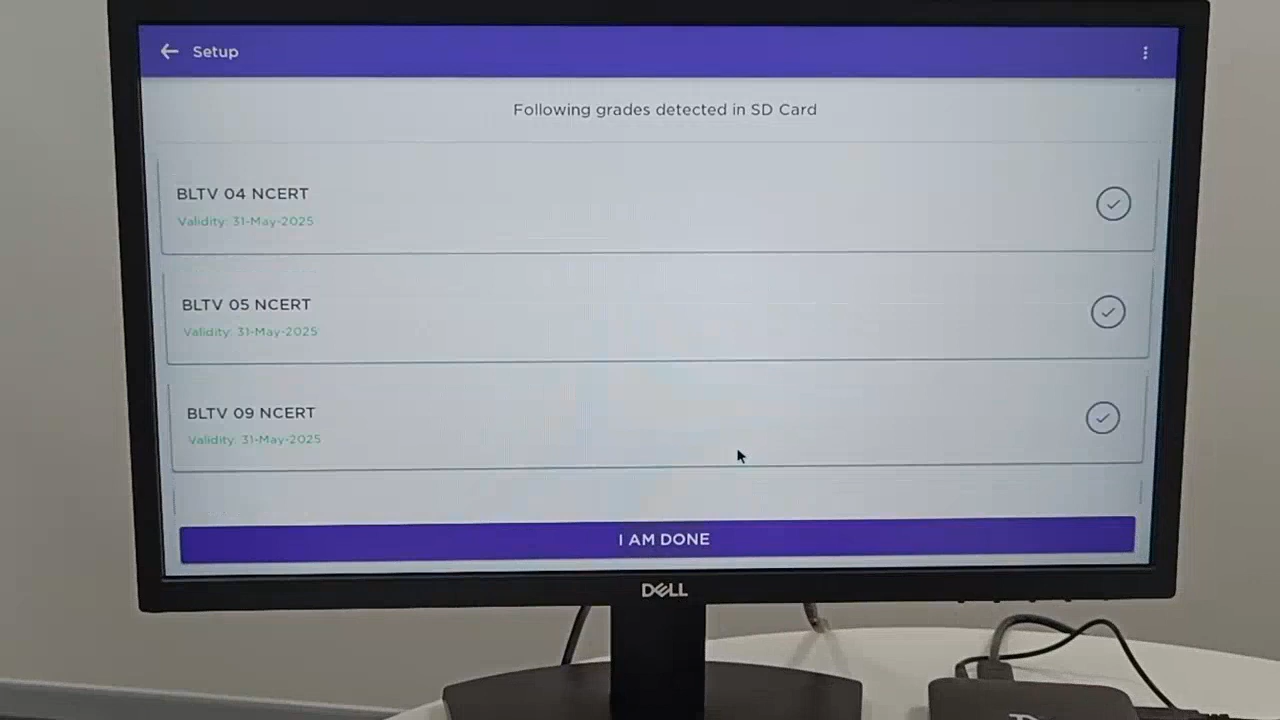 Setup
Following grades detected in SD Card
BLTV 04 NCERT
Validity: 31-May-2025
BLTV 05 NCERT
Validity: 31-May-2025
BLTV 09 NCERT
Validity: 31-May-2025
I AM DONE
DELL